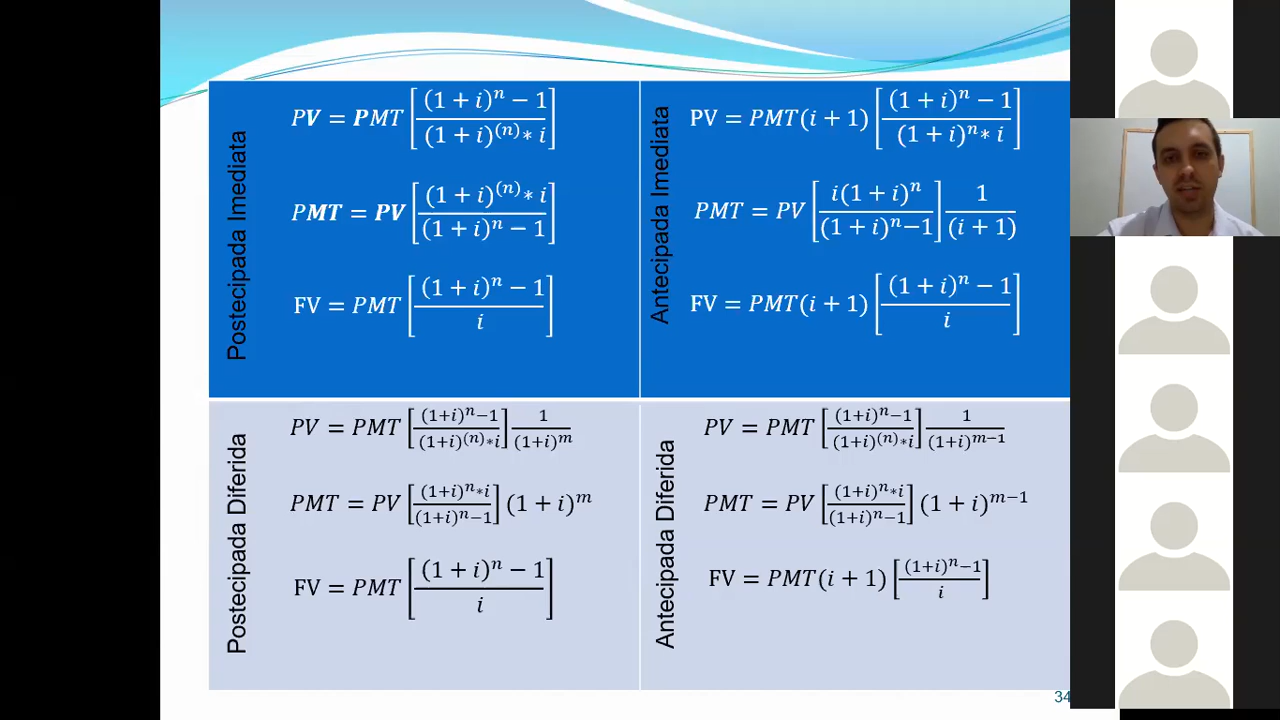 Postecipada Imediata
PV = PMT [ ((1 + i)^n − 1) / ((1 + i)^(n) * i) ]
PMT = PV [ ((1 + i)^(n) * i) / ((1 + i)^n − 1) ]
FV = PMT [ ((1 + i)^n − 1) / i ]
Antecipada Imediata
PV = PMT(i + 1) [ ((1 + i)^n − 1) / ((1 + i)^n * i) ]
PMT = PV [ (i(1 + i)^n) / ((1 + i)^n − 1) ] 1 / (i + 1)
FV = PMT(i + 1) [ ((1 + i)^n − 1) / i ]
Postecipada Diferida
PV = PMT [ ((1+i)^n−1) / ((1+i)^(n)*i) ] 1 / (1+i)^m
PMT = PV [ ((1+i)^n*i) / ((1+i)^n−1) ] (1 + i)^m
FV = PMT [ ((1 + i)^n − 1) / i ]
Antecipada Diferida
PV = PMT [ ((1+i)^n−1) / ((1+i)^(n)*i) ] 1 / (1+i)^(m−1)
PMT = PV [ ((1+i)^n*i) / ((1+i)^n−1) ] (1 + i)^(m−1)
FV = PMT(i + 1) [ ((1+i)^n−1) / i ]
34